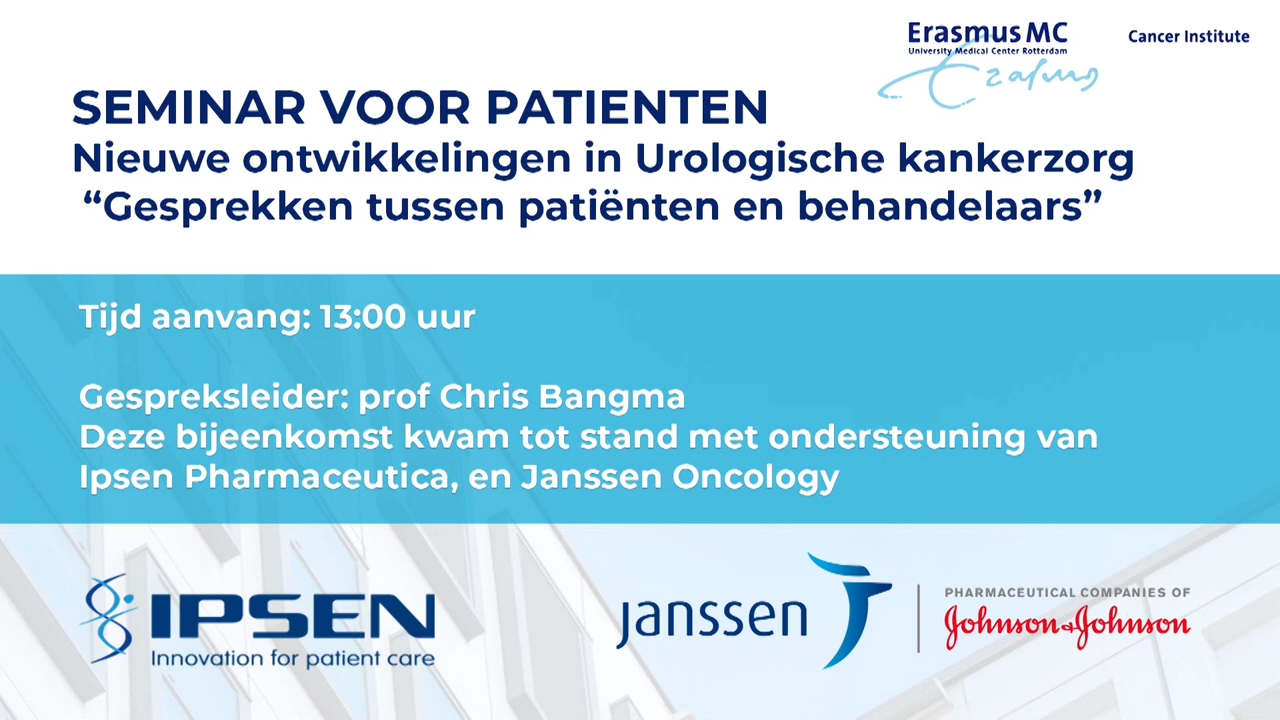 Erasmus MC
University Medical Center Rotterdam
Erasmus
Cancer Institute
SEMINAR VOOR PATIENTEN
Nieuwe ontwikkelingen in Urologische kankerzorg
“Gesprekken tussen patiënten en behandelaars”
Tijd aanvang: 13:00 uur
Gespreksleider: prof Chris Bangma
Deze bijeenkomst kwam tot stand met ondersteuning van
Ipsen Pharmaceutica, en Janssen Oncology
IPSEN
Innovation for patient care
janssen
PHARMACEUTICAL COMPANIES OF
Johnson & Johnson